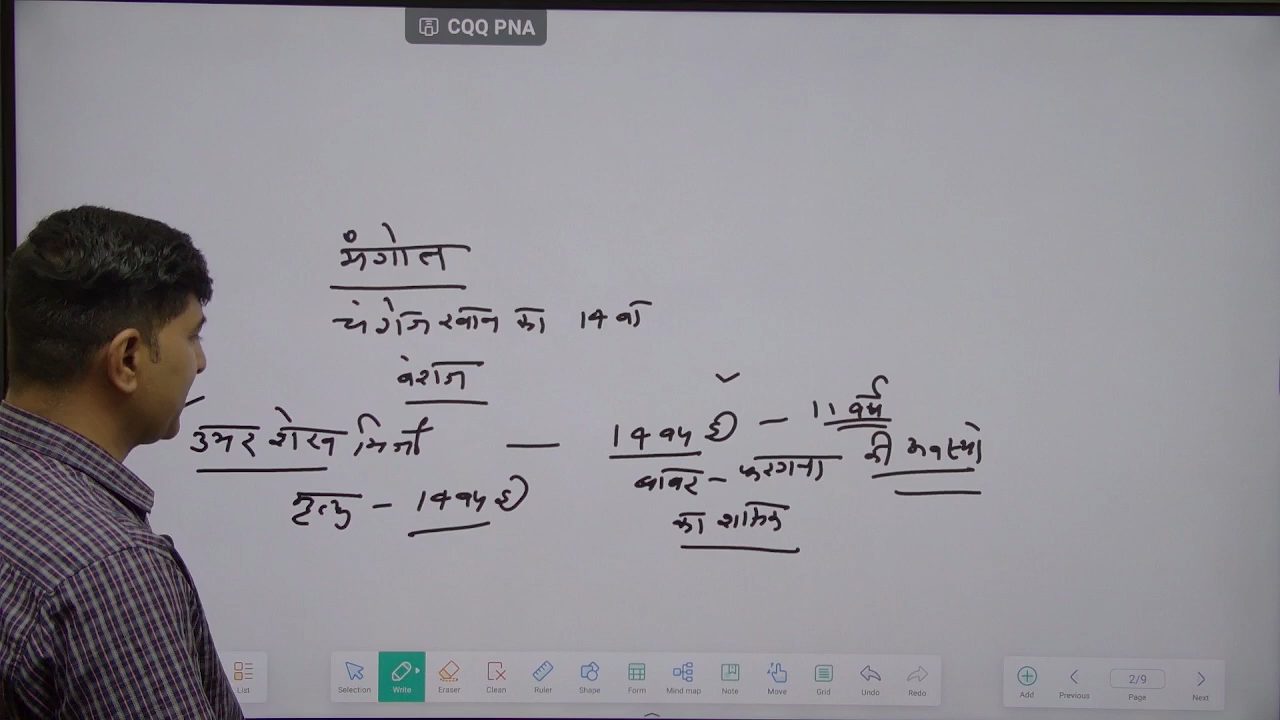 CQQ PNA
मंगोल
चंगेज खान का 14 वां
वंशज
उमर शेख मिर्जा — 1494 ई — 11 वर्ष
की अवस्था
मृत्यु - 1494 ई
बाबर - फरगना
का शासक
List
Selection Write Eraser Clean Ruler Shape Form Mind map Note Move Grid Undo Redo
Add Previous 2/9 Page Next